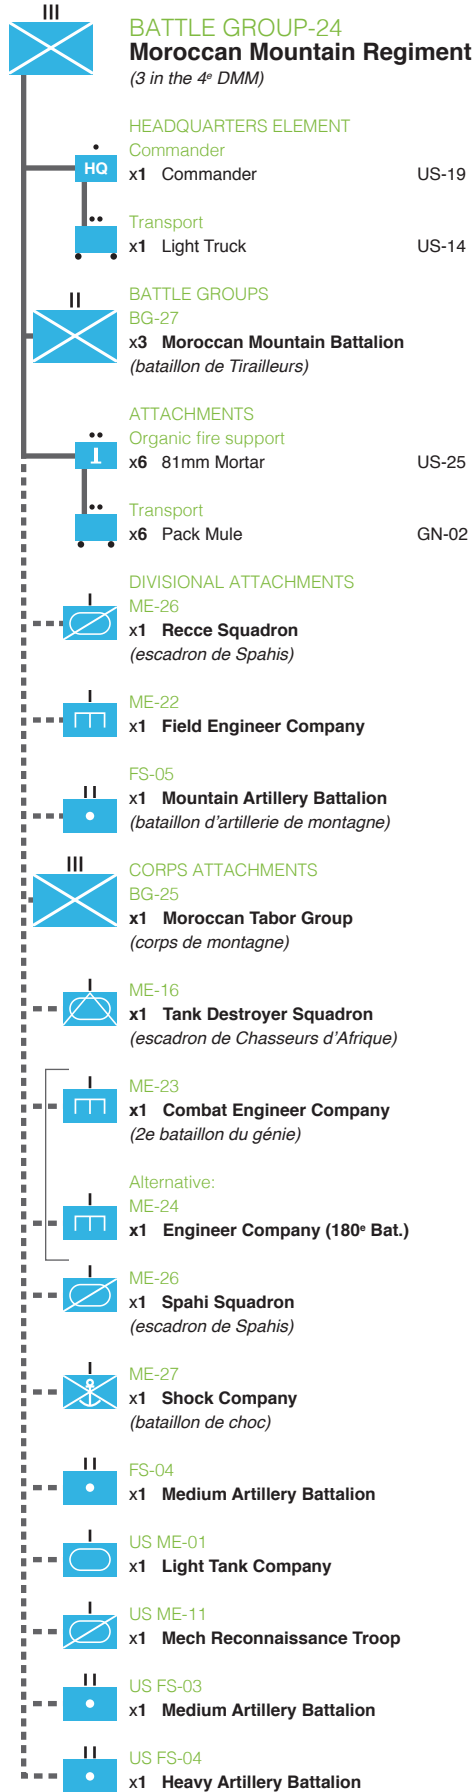 BATTLE GROUP-24
Moroccan Mountain Regiment
(3 in the 4e DMM)
HEADQUARTERS ELEMENT
Commander
HQ
x1 Commander US-19
Transport
x1 Light Truck US-14
BATTLE GROUPS
BG-27
x3 Moroccan Mountain Battalion
(bataillon de Tirailleurs)
ATTACHMENTS
Organic fire support
x6 81mm Mortar US-25
Transport
x6 Pack Mule GN-02
DIVISIONAL ATTACHMENTS
ME-26
x1 Recce Squadron
(escadron de Spahis)
ME-22
x1 Field Engineer Company
FS-05
x1 Mountain Artillery Battalion
(bataillon d'artillerie de montagne)
CORPS ATTACHMENTS
BG-25
x1 Moroccan Tabor Group
(corps de montagne)
ME-16
x1 Tank Destroyer Squadron
(escadron de Chasseurs d'Afrique)
ME-23
x1 Combat Engineer Company
(2e bataillon du génie)
Alternative:
ME-24
x1 Engineer Company (180e Bat.)
ME-26
x1 Spahi Squadron
(escadron de Spahis)
ME-27
x1 Shock Company
(bataillon de choc)
FS-04
x1 Medium Artillery Battalion
US ME-01
x1 Light Tank Company
US ME-11
x1 Mech Reconnaissance Troop
US FS-03
x1 Medium Artillery Battalion
US FS-04
x1 Heavy Artillery Battalion